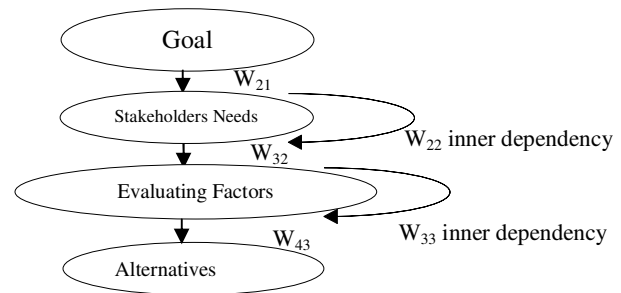 Goal
W21
Stakeholders Needs
W22 inner dependency
W32
Evaluating Factors
W33 inner dependency
W43
Alternatives